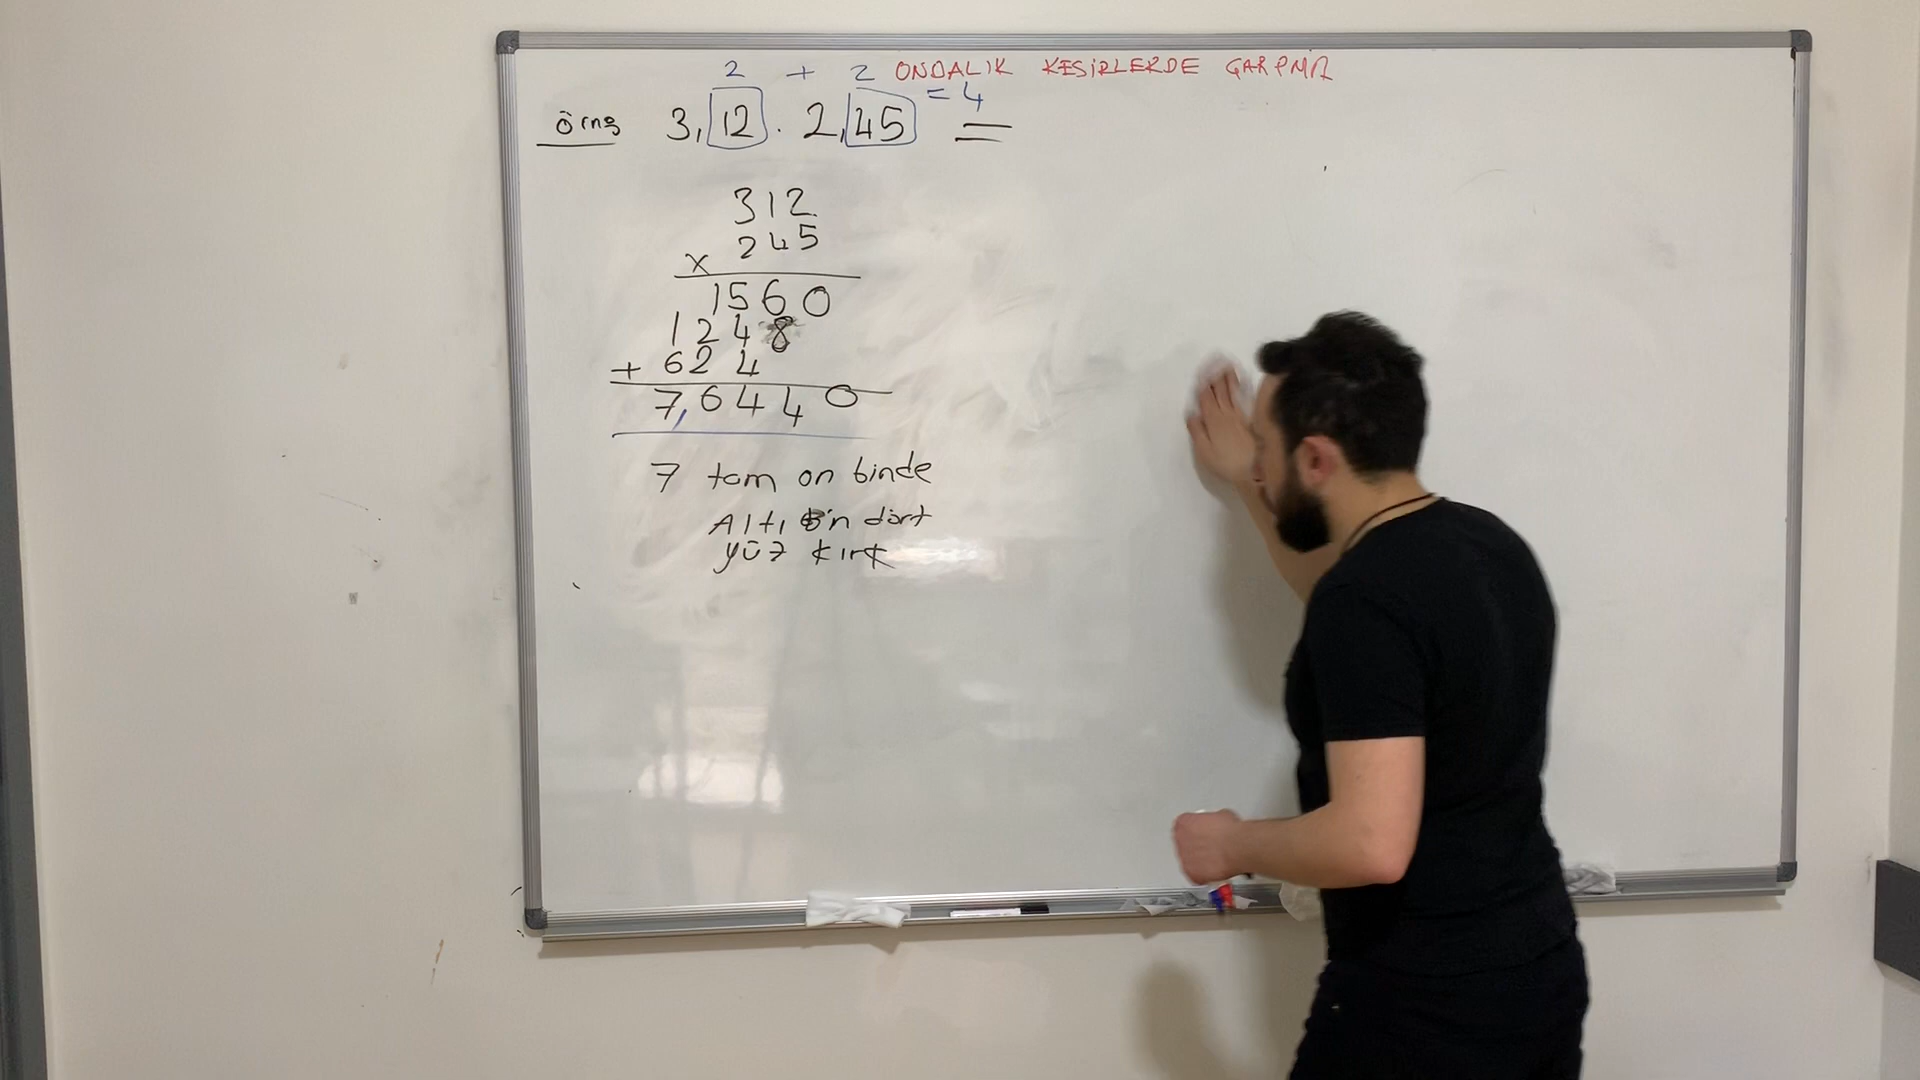 2 + 2 ONDALIK KESİRLERDE ÇARPMA
= 4
Örnş 3,12 . 2,45 =
312
x 245
1560
1248
+ 624
7,6440
7 tam on binde
Altı Bin dört
yüz kırk